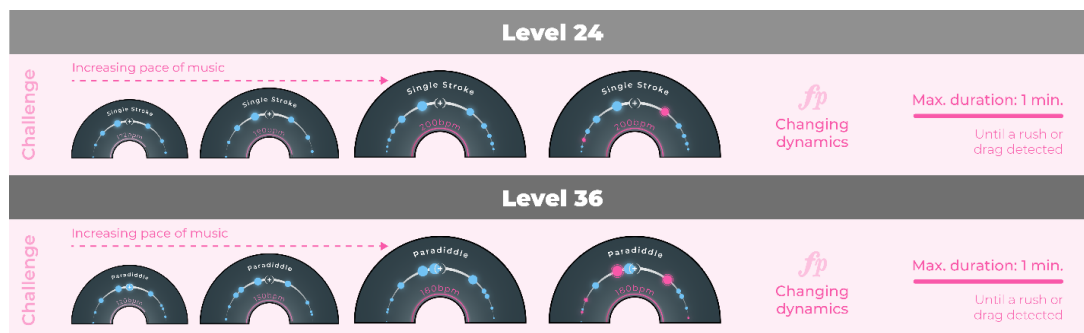 Level 24
Challenge
Increasing pace of music
Single Stroke
Single Stroke
Single Stroke
200bpm
Single Stroke
200bpm
fp
Changing
dynamics
Max. duration: 1 min.
Until a rush or
drag detected
Level 36
Challenge
Increasing pace of music
Paradiddle
120bpm
Paradiddle
Paradiddle
160bpm
Paradiddle
160bpm
fp
Changing
dynamics
Max. duration: 1 min.
Until a rush or
drag detected